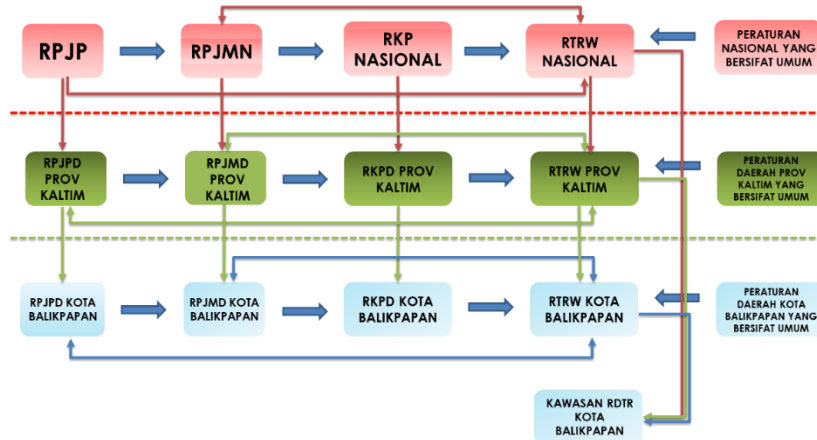 RPJP
RPJMN
RKP
NASIONAL
RTRW
NASIONAL
PERATURAN
NASIONAL YANG
BERSIFAT UMUM
RPJPD
PROV
KALTIM
RPJMD
PROV
KALTIM
RKPD PROV
KALTIM
RTRW PROV
KALTIM
PERATURAN
DAERAH PROV
KALTIM YANG
BERSIFAT UMUM
RPJPD KOTA
BALIKPAPAN
RPJMD KOTA
BALIKPAPAN
RKPD KOTA
BALIKPAPAN
RTRW KOTA
BALIKPAPAN
PERATURAN
DAERAH KOTA
BALIKPAPAN YANG
BERSIFAT UMUM
KAWASAN RDTR
KOTA
BALIKPAPAN